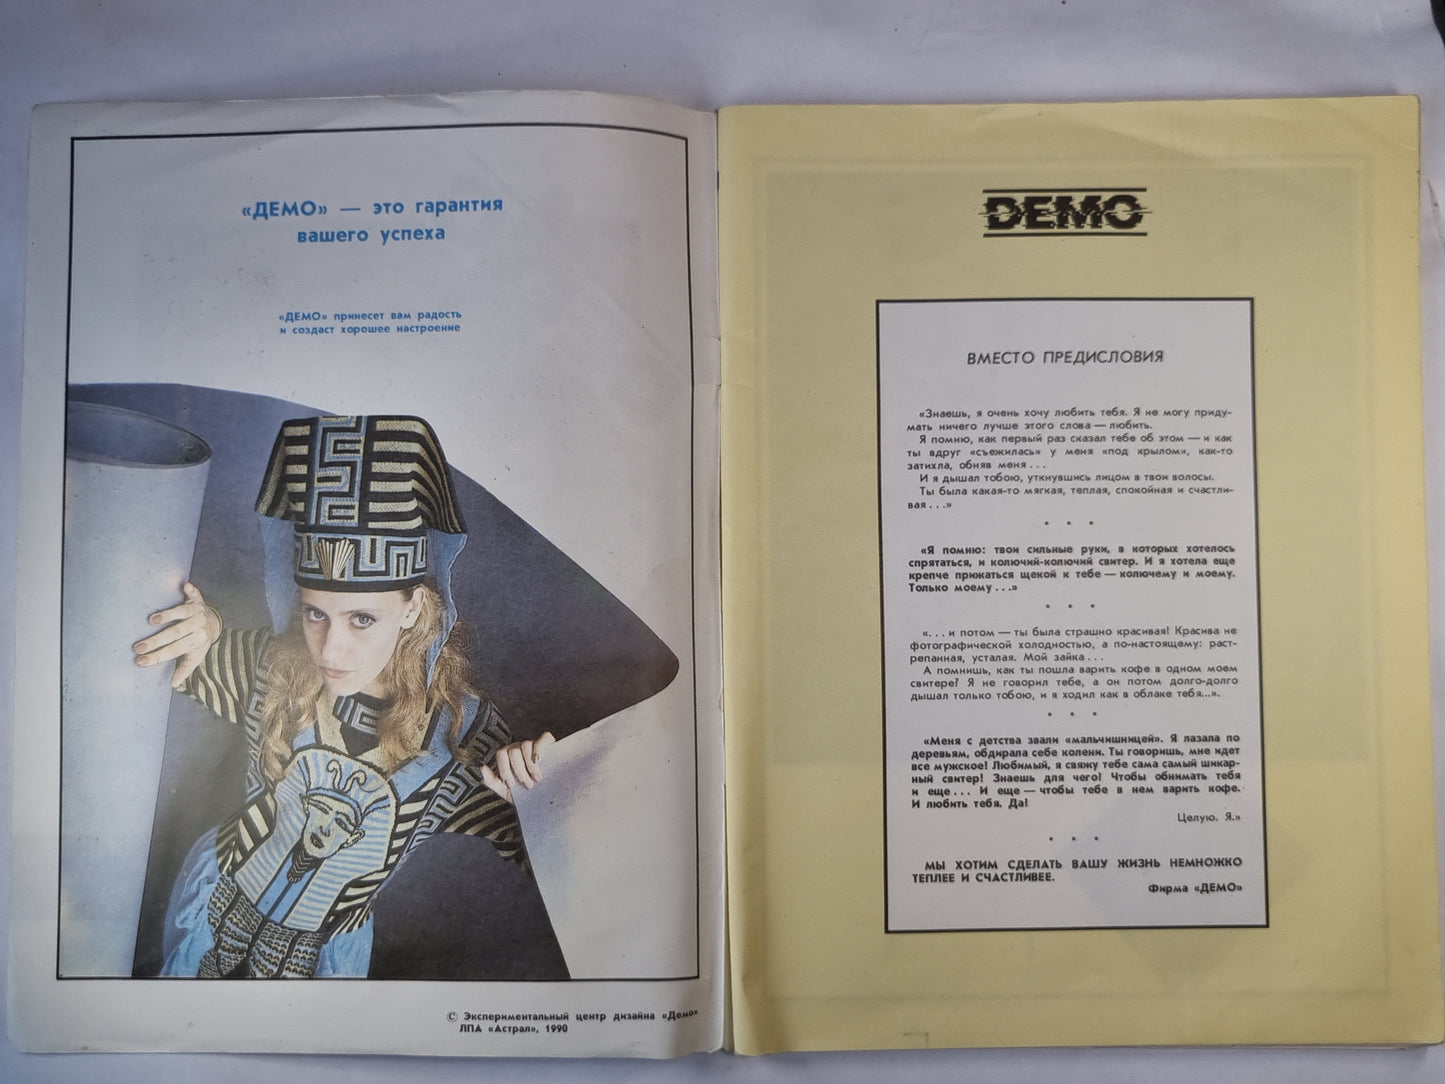 «ДЕМО» — это гарантия
вашего успеха
«ДЕМО» принесет вам радость
и создаст хорошее настроение
© Экспериментальный центр дизайна «Демо»
ЛПА «Астрал», 1990
DEMO
ВМЕСТО ПРЕДИСЛОВИЯ
«Знаешь, я очень хочу любить тебя. Я не могу приду-
мать ничего лучше этого слова — любить.
Я помню, как первый раз сказал тебе об этом — и как
ты вдруг «съежилась» у меня «под крылом», как-то
затихла, обняв меня . . .
И я дышал тобою, уткнувшись лицом в твои волосы.
Ты была какая-то мягкая, теплая, спокойная и счастли-
вая . . .»
* * *
«Я помню: твои сильные руки, в которых хотелось
спрятаться, и колючий-колючий свитер. И я хотела еще
крепче прижаться щекой к тебе — колючему и моему.
Только моему . . .»
* * *
«. . . и потом — ты была страшно красивая! Красива не
фотографической холодностью, а по-настоящему: раст-
репанная, усталая. Мой зайка . . .
А помнишь, как ты пошла варить кофе в одном моем
свитере? Я не говорил тебе, а он потом долго-долго
дышал только тобою, и я ходил как в облаке тебя...».
* * *
«Меня с детства звали «мальчишницей». Я лазала по
деревьям, обдирала себе колени. Ты говоришь, мне идет
все мужское! Любимый, я свяжу тебе сама самый шикар-
ный свитер! Знаешь для чего! Чтобы обнимать тебя
и еще . . . И еще — чтобы тебе в нем варить кофе.
И любить тебя. Да!
Целую. Я.»
* * *
МЫ ХОТИМ СДЕЛАТЬ ВАШУ ЖИЗНЬ НЕМНОЖКО
ТЕПЛЕЕ И СЧАСТЛИВЕЕ.
Фирма «ДЕМО»